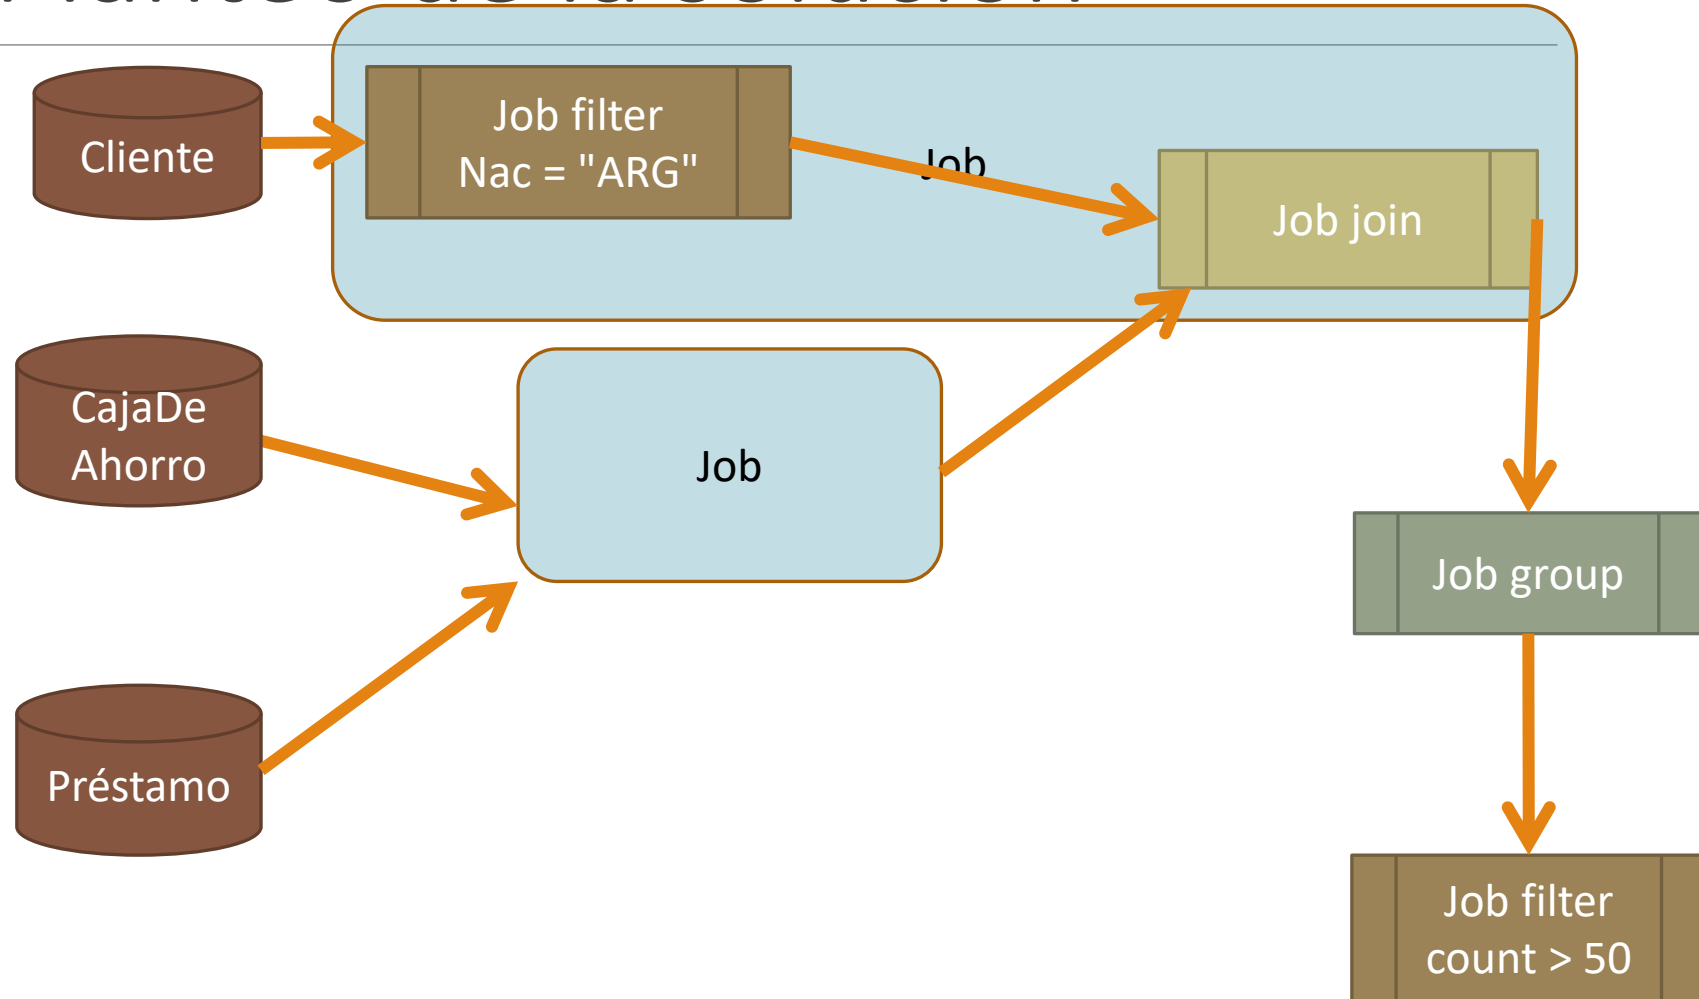 Cliente
Job filter
Nac = "ARG"
Job
Job join
CajaDe
Ahorro
Job
Job group
Préstamo
Job filter
count > 50